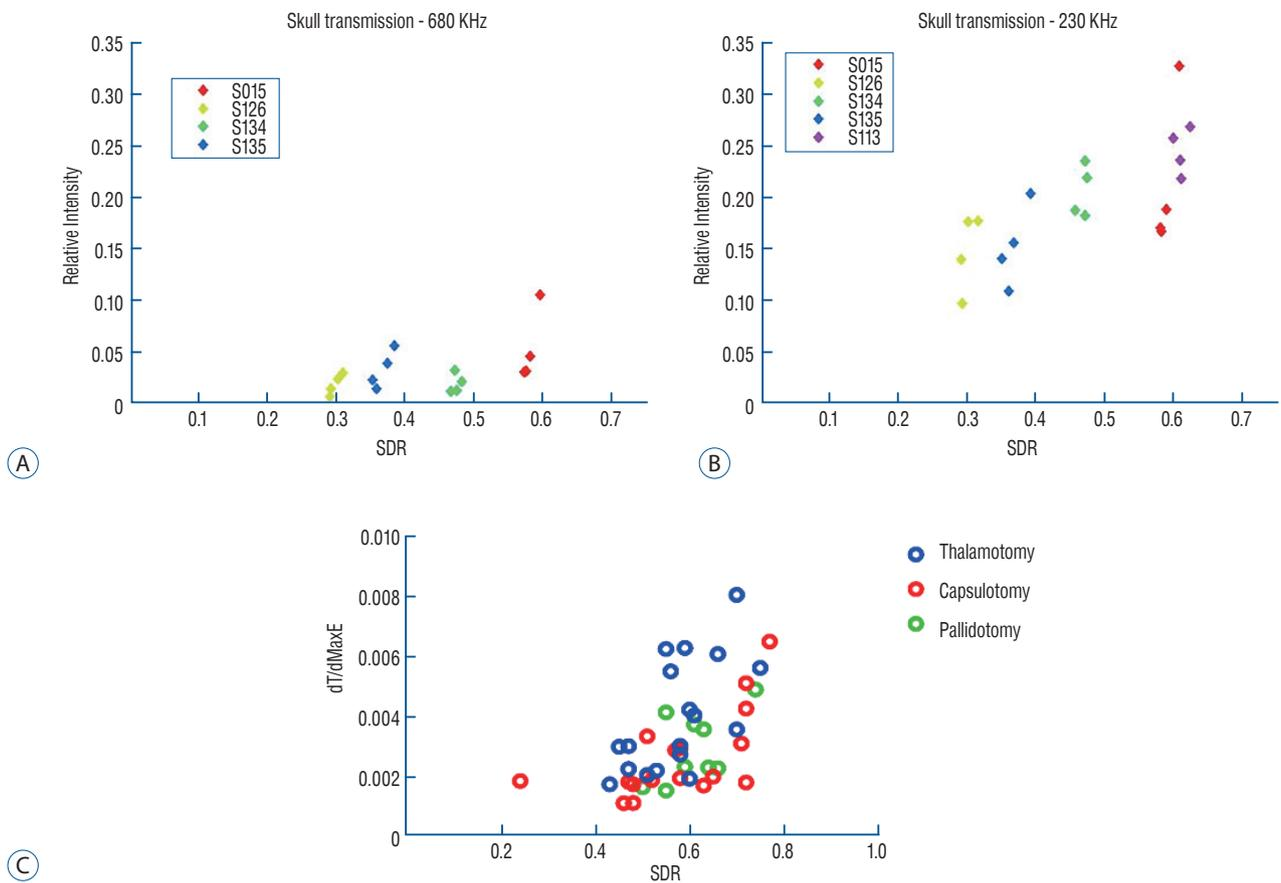 Skull transmission - 680 KHz
0.35
0.30
0.25
0.20
0.15
0.10
0.05
0
Relative Intensity
S015
S126
S134
S135
0.1 0.2 0.3 0.4 0.5 0.6 0.7
SDR
A
Skull transmission - 230 KHz
0.35
0.30
0.25
0.20
0.15
0.10
0.05
0
Relative Intensity
S015
S126
S134
S135
S113
0.1 0.2 0.3 0.4 0.5 0.6 0.7
SDR
B
0.010
0.008
0.006
0.004
0.002
0
dT/dMaxE
0.2 0.4 0.6 0.8 1.0
SDR
Thalamotomy
Capsulotomy
Pallidotomy
C